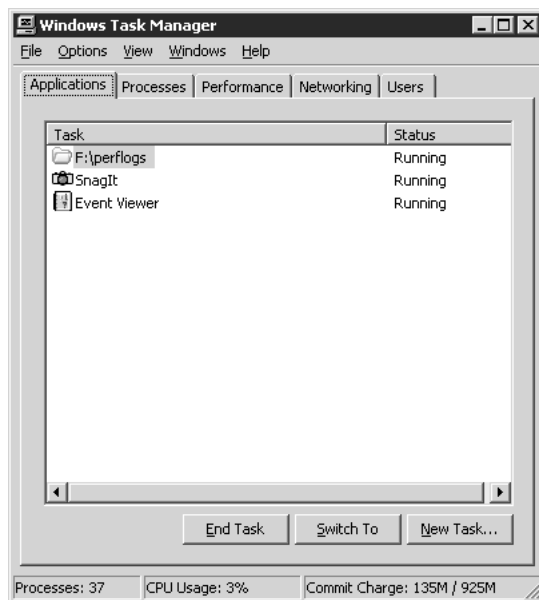 Windows Task Manager
File Options View Windows Help
Applications Processes Performance Networking Users
Task Status
F:\perflogs Running
SnagIt Running
Event Viewer Running
End Task Switch To New Task...
Processes: 37 CPU Usage: 3% Commit Charge: 135M / 925M